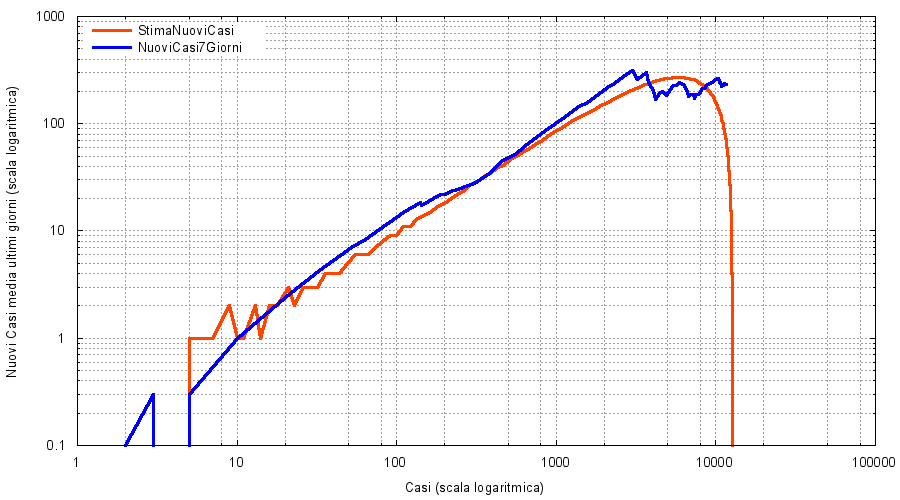 1000
100
10
1
0.1
StimaNuoviCasi
NuoviCasi7Giorni
Nuovi Casi media ultimi giorni (scala logaritmica)
1 10 100 1000 10000 100000
Casi (scala logaritmica)